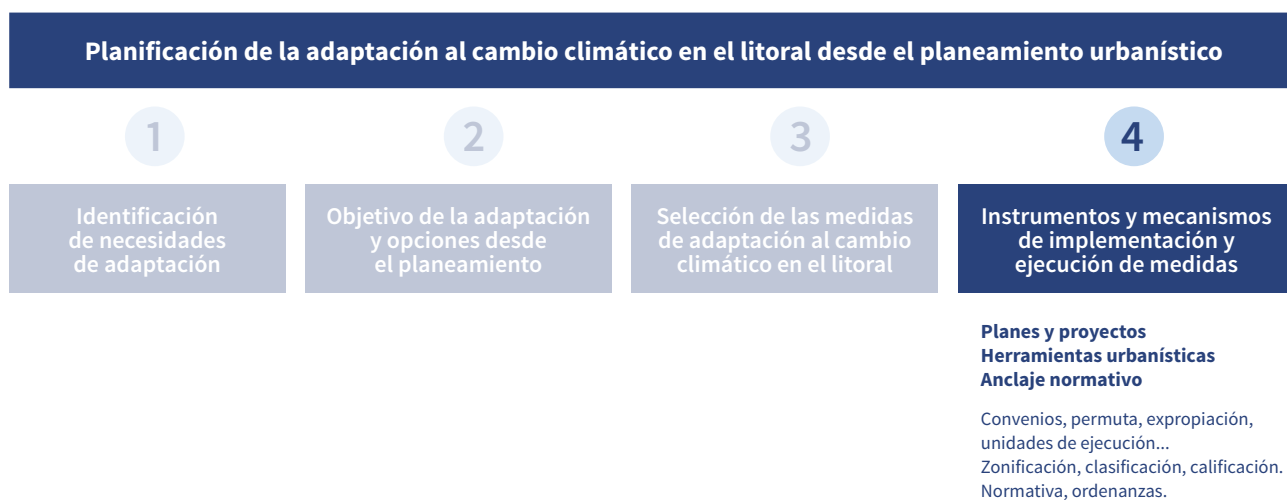 Planificación de la adaptación al cambio climático en el litoral desde el planeamiento urbanístico
1
2
3
4
Identificación
de necesidades
de adaptación
Objetivo de la adaptación
y opciones desde
el planeamiento
Selección de las medidas
de adaptación al cambio
climático en el litoral
Instrumentos y mecanismos
de implementación y
ejecución de medidas
Planes y proyectos
Herramientas urbanísticas
Anclaje normativo
Convenios, permuta, expropiación,
unidades de ejecución...
Zonificación, clasificación, calificación.
Normativa, ordenanzas.